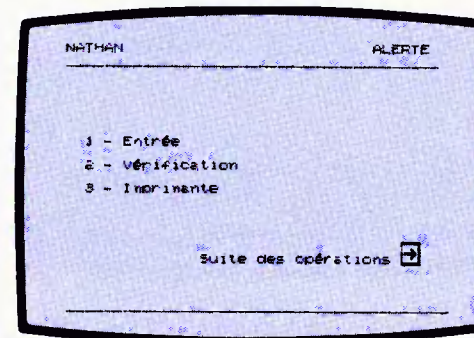 NATHAN ALERTE
1 - Entrée
2 - Vérification
3 - Imprimante
Suite des opérations →